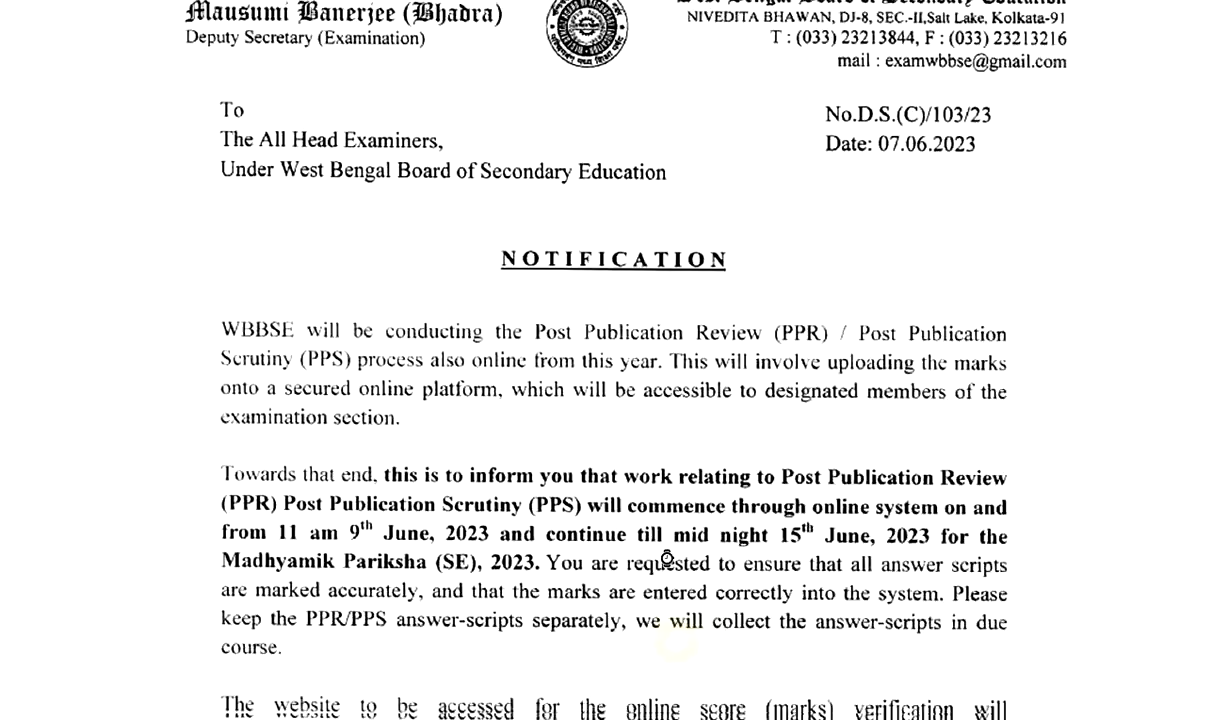 Mausumi Banerjee (Bhadra)
Deputy Secretary (Examination)
West Bengal Board of Secondary Education
NIVEDITA BHAWAN, DJ-8, SEC.-II,Salt Lake, Kolkata-91
T : (033) 23213844, F : (033) 23213216
mail : examwbbse@gmail.com
To
The All Head Examiners,
Under West Bengal Board of Secondary Education
No.D.S.(C)/103/23
Date: 07.06.2023
NOTIFICATION
WBBSE will be conducting the Post Publication Review (PPR) / Post Publication
Scrutiny (PPS) process also online from this year. This will involve uploading the marks
onto a secured online platform, which will be accessible to designated members of the
examination section.
Towards that end, this is to inform you that work relating to Post Publication Review
(PPR) Post Publication Scrutiny (PPS) will commence through online system on and
from 11 am 9th June, 2023 and continue till mid night 15th June, 2023 for the
Madhyamik Pariksha (SE), 2023. You are requested to ensure that all answer scripts
are marked accurately, and that the marks are entered correctly into the system. Please
keep the PPR/PPS answer-scripts separately, we will collect the answer-scripts in due
course.
The website to be accessed for the online score (marks) verification will